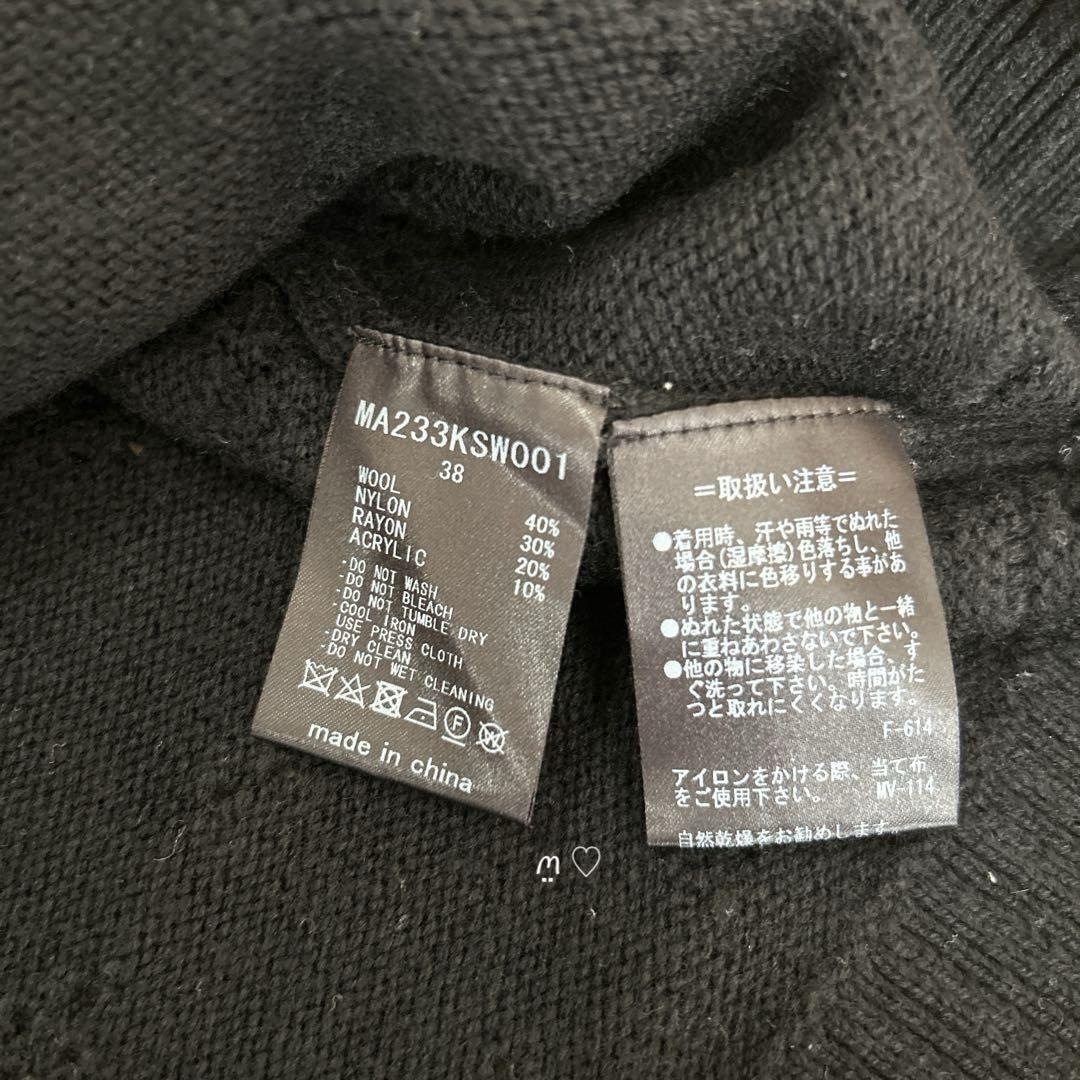 MA233KSW001
38
WOOL 40%
NYLON 30%
RAYON 20%
ACRYLIC 10%
-DO NOT WASH
-DO NOT BLEACH
-DO NOT TUMBLE DRY
-COOL IRON
USE PRESS CLOTH
-DRY CLEAN
-DO NOT WET CLEANING
F
W
made in china
=取扱い注意=
●着用時、汗や雨等でぬれた
場合(湿摩擦)色落ちし、他
の衣料に色移りする事があ
ります。
●ぬれた状態で他の物と一緒
に重ねあわさないで下さい。
●他の物に移染した場合、す
ぐ洗って下さい。時間がた
つと取れにくくなります。
F-614
アイロンをかける際、当て布
をご使用下さい。 MV-114
自然乾燥をお勧めします。